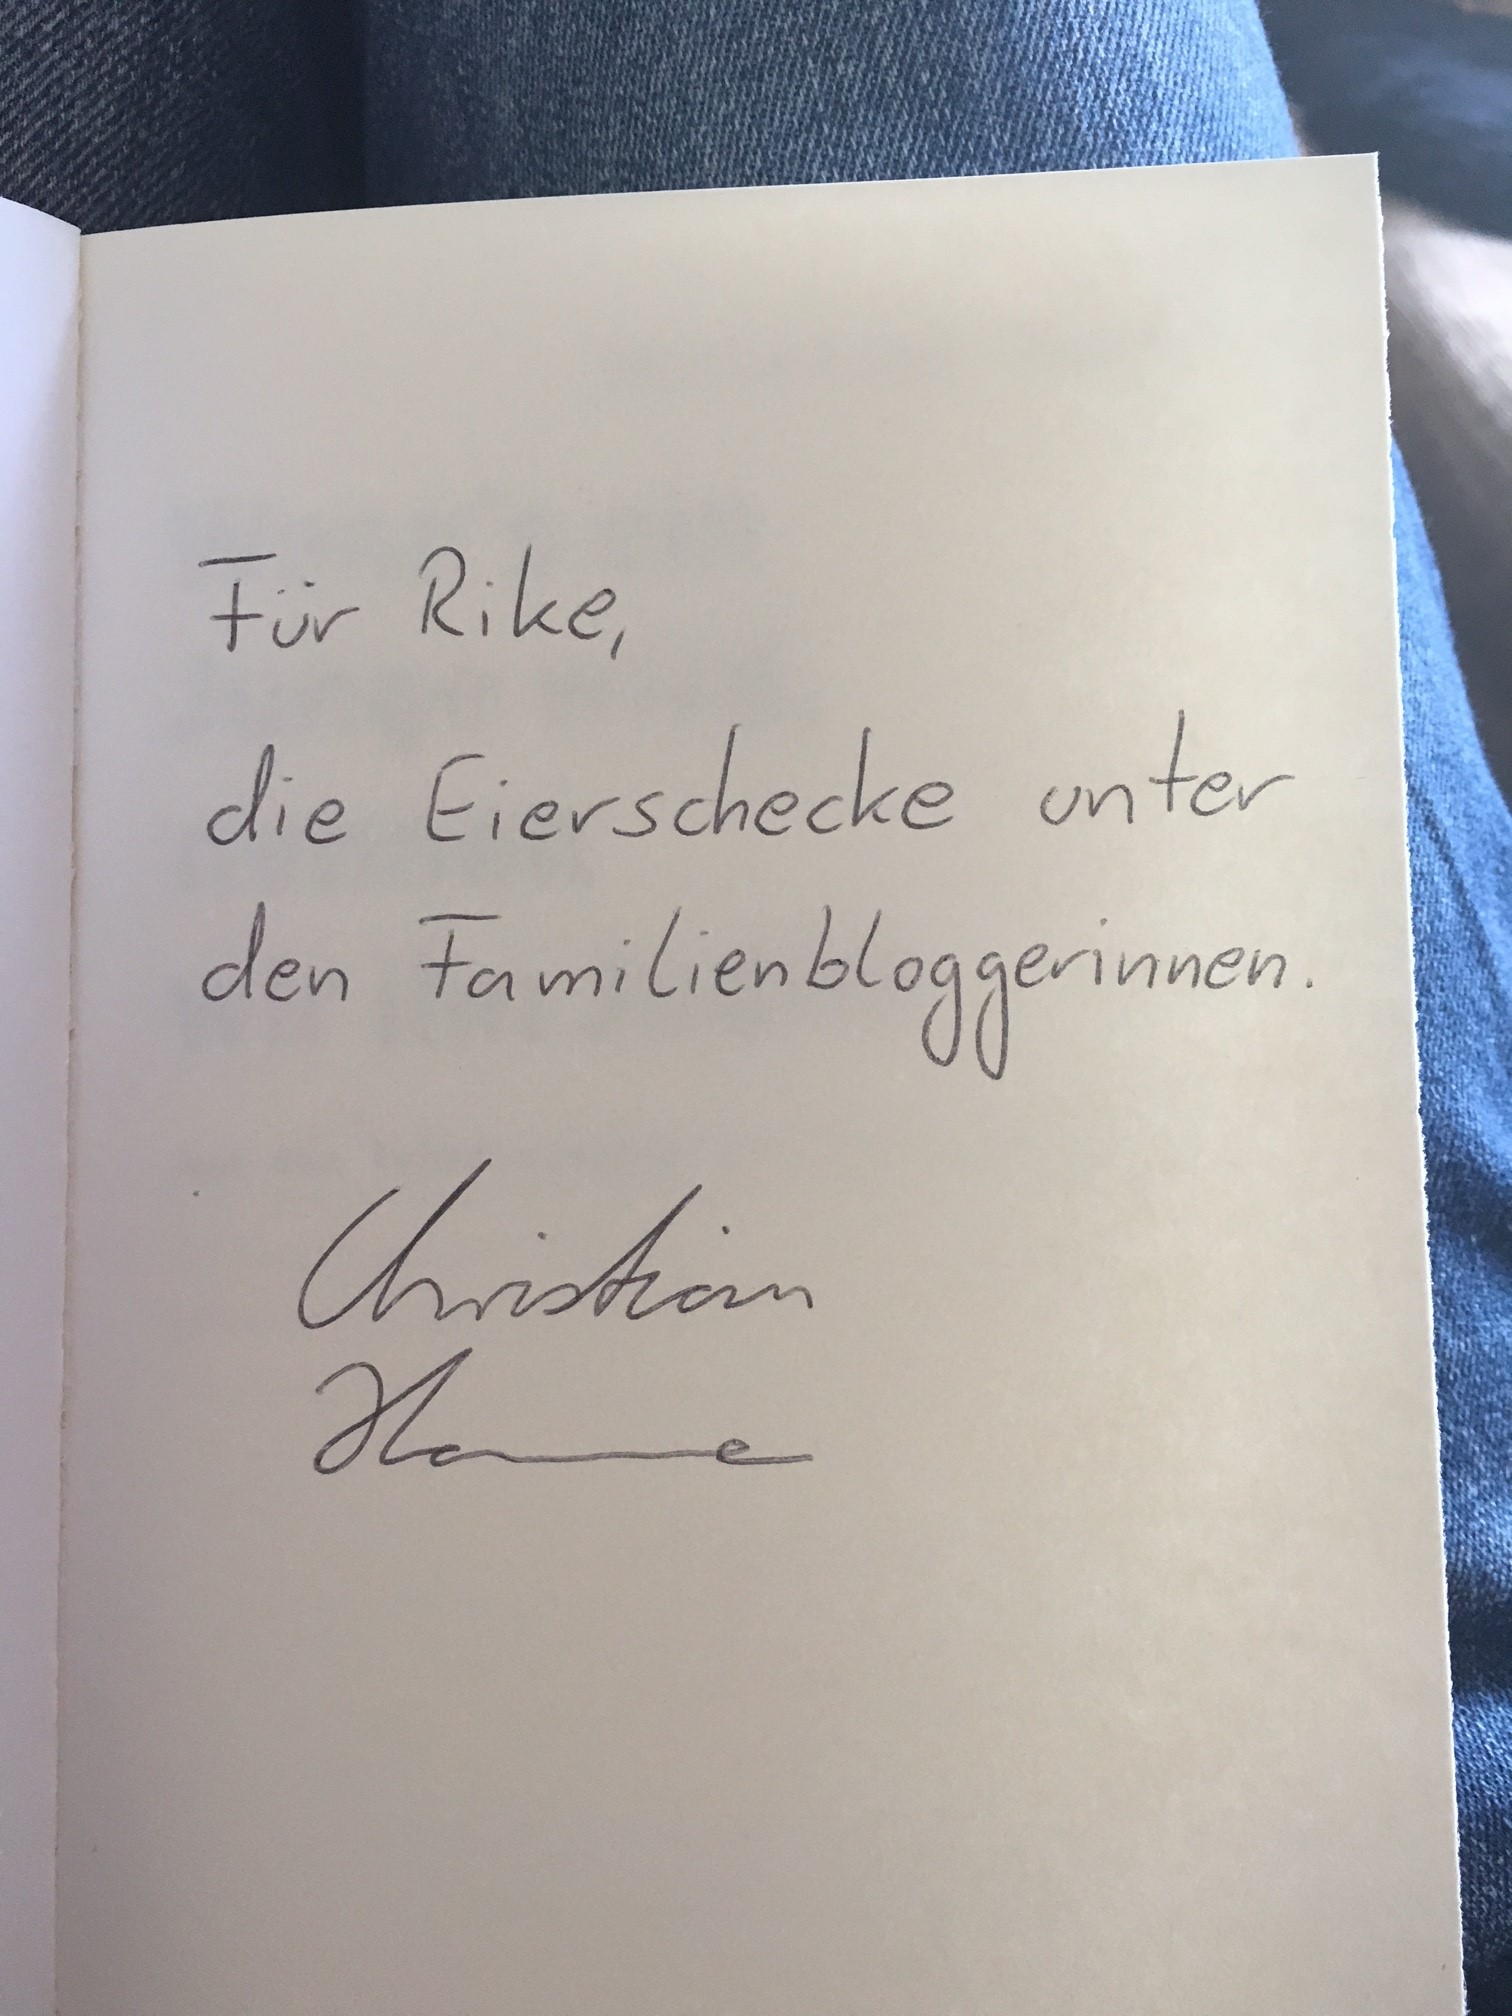 Für Rike,
die Eierschecke unter
den Familienbloggerinnen.
Christian